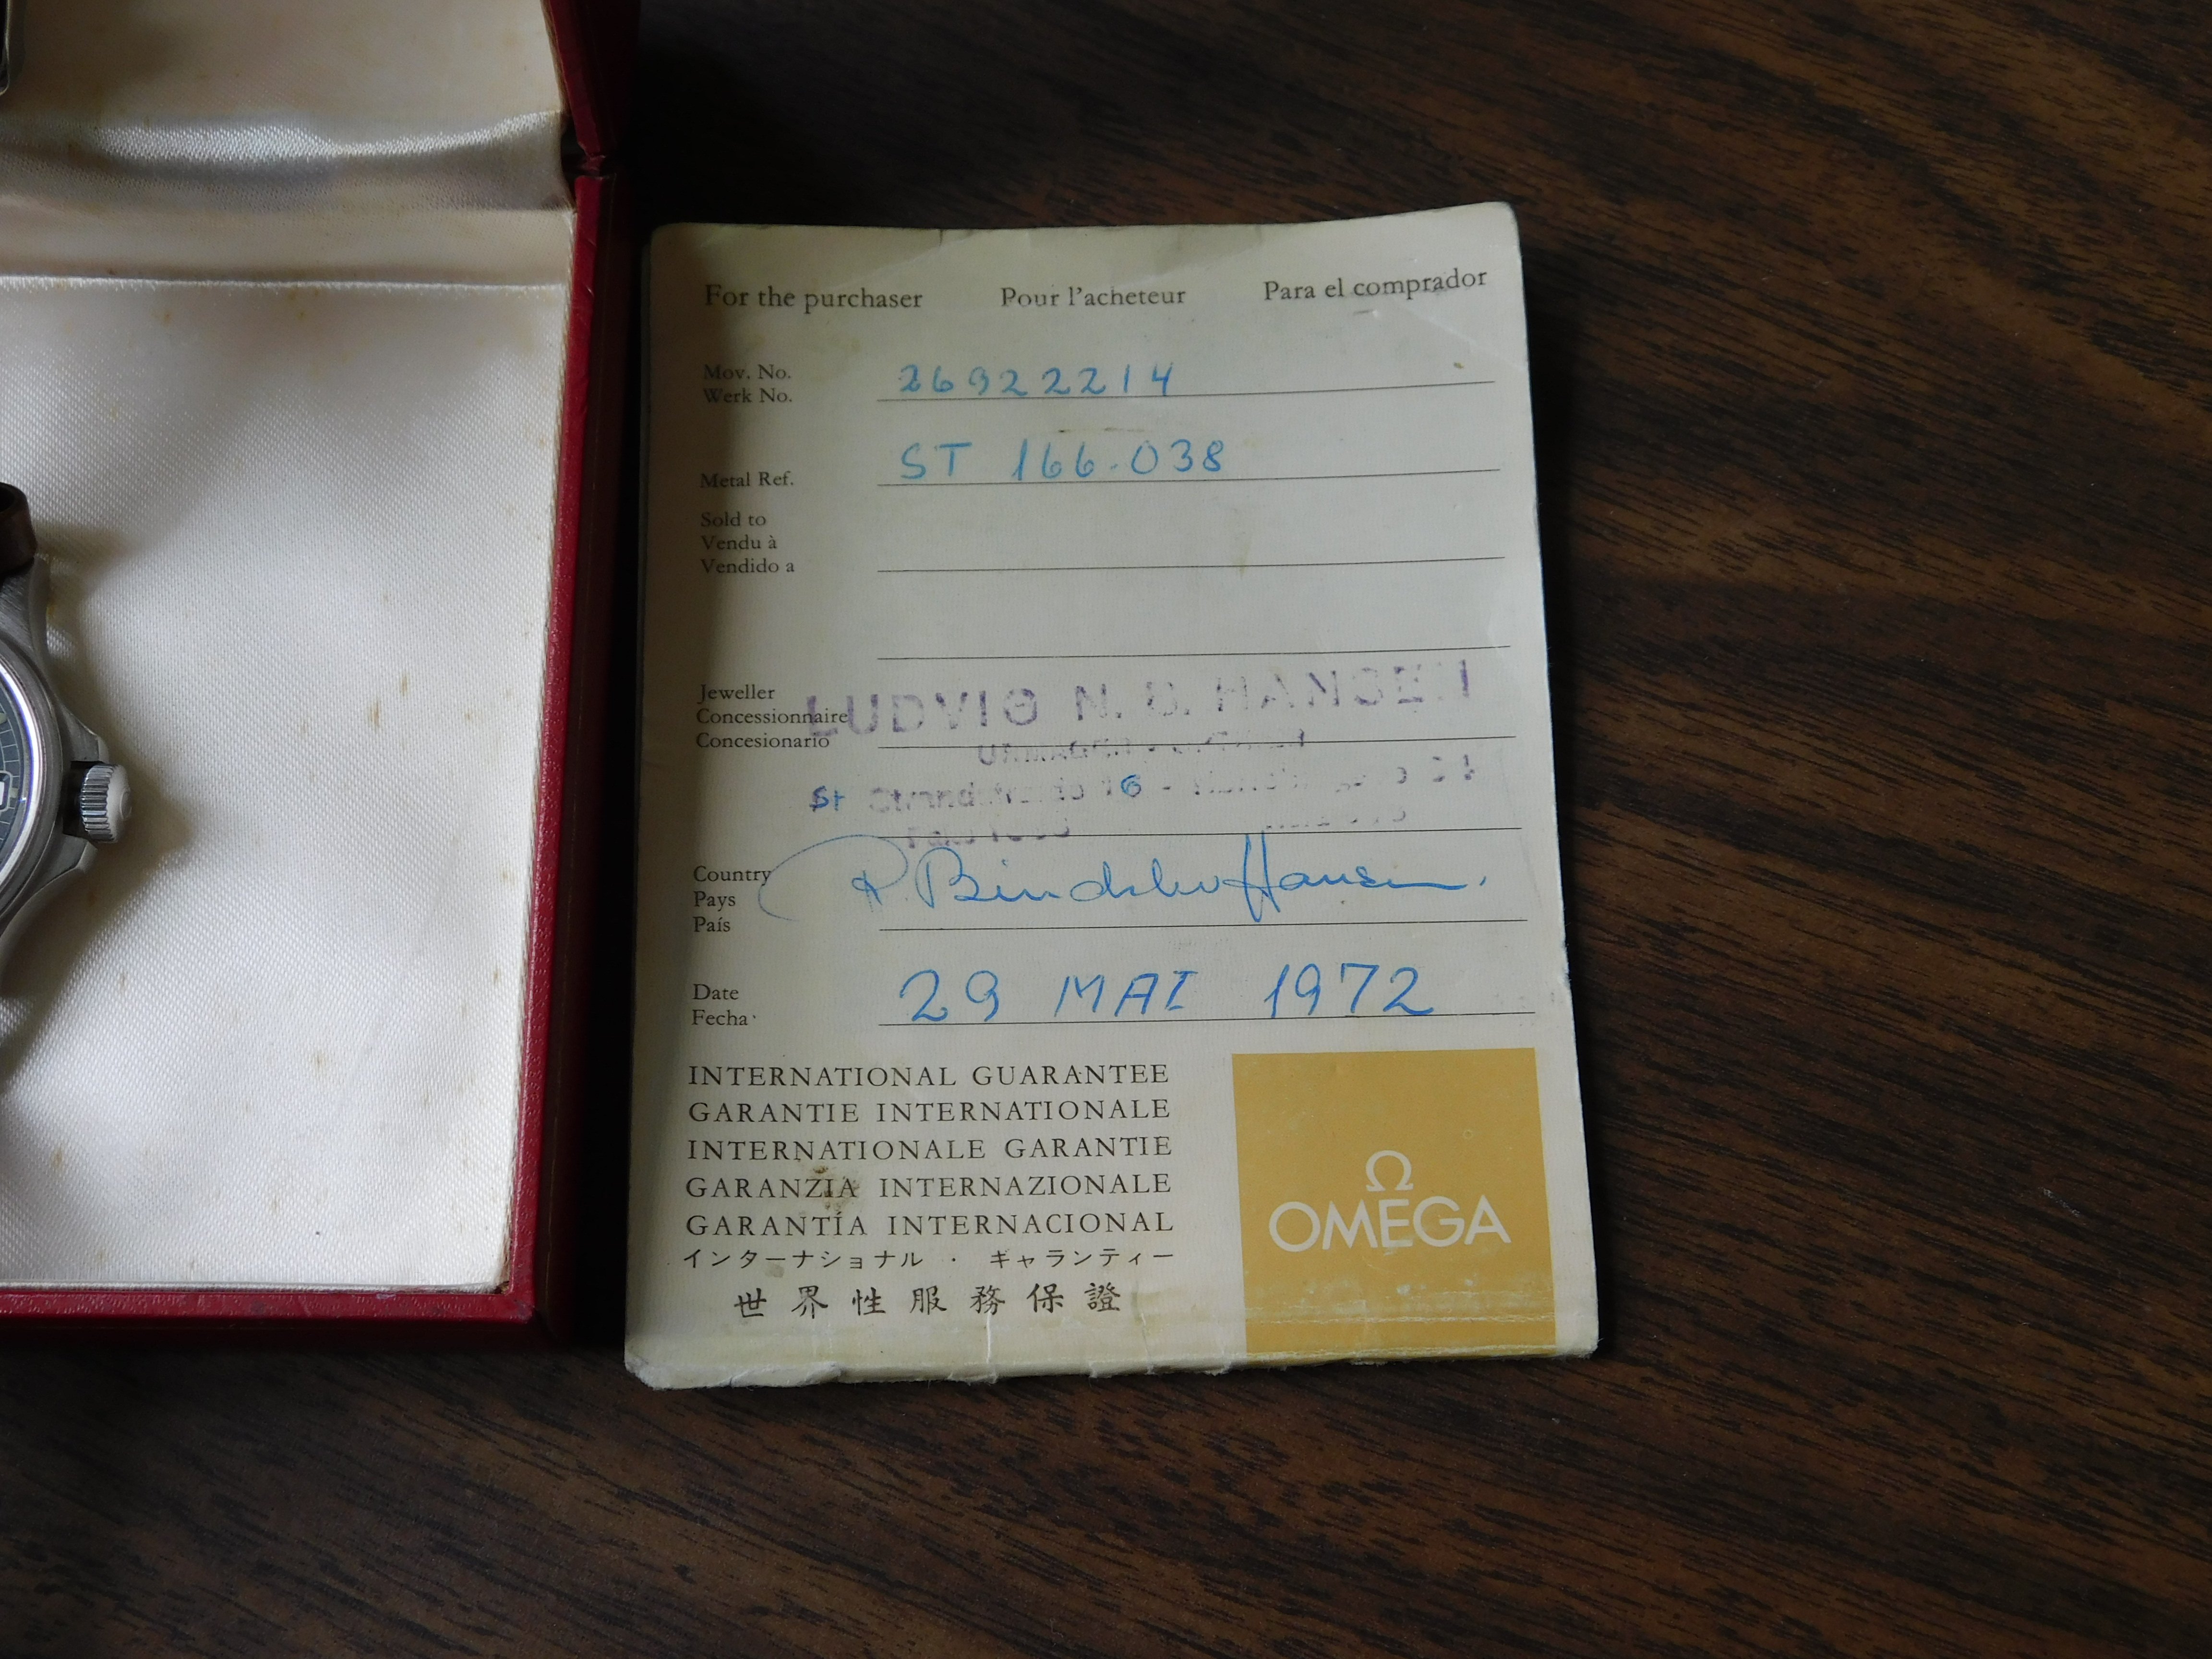 For the purchaser Pour l'acheteur Para el comprador
Mov. No.
Werk No.
26922214
ST 166.038
Metal Ref.
Sold to
Vendu à
Vendido a
Jeweller
Concessionnaire
Concesionario
LUDVIG N. HANSEN
St
Country
Pays
País
Hansen
Date
Fecha
29 MAI 1972
INTERNATIONAL GUARANTEE
GARANTIE INTERNATIONALE
INTERNATIONALE GARANTIE
GARANZIA INTERNAZIONALE
GARANTÍA INTERNACIONAL
インターナショナル・ギャランティー
世界性服務保證
Ω
OMEGA